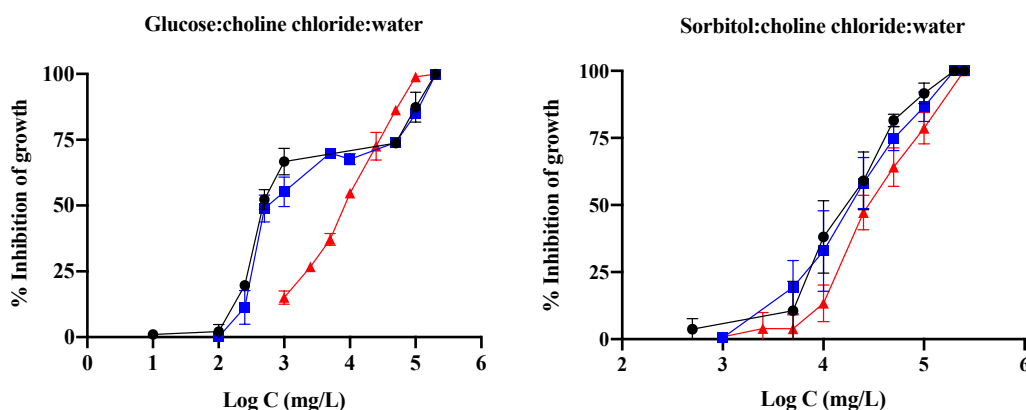 Glucose:choline chloride:water
% Inhibition of growth
100
75
50
25
0
0 1 2 3 4 5 6
Log C (mg/L)
Sorbitol:choline chloride:water
% Inhibition of growth
100
75
50
25
0
2 3 4 5 6
Log C (mg/L)